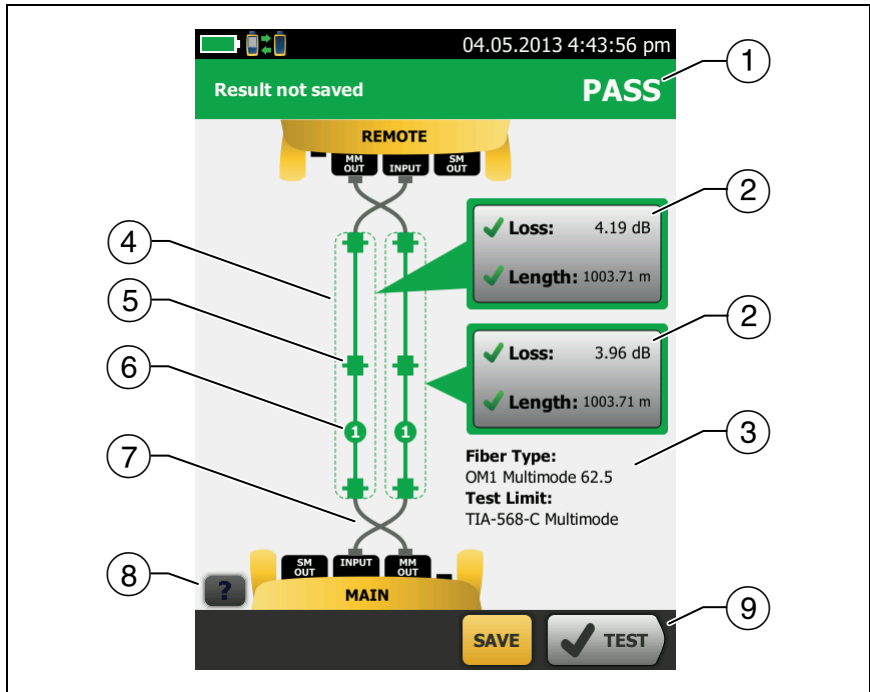 04.05.2013 4:43:56 pm
1
Result not saved
PASS
REMOTE
MM OUT
INPUT
SM OUT
2
Loss: 4.19 dB
Length: 1003.71 m
4
5
2
Loss: 3.96 dB
Length: 1003.71 m
6
1
1
3
Fiber Type:
OM1 Multimode 62.5
Test Limit:
TIA-568-C Multimode
7
SM OUT
INPUT
MM OUT
8
?
MAIN
9
SAVE
TEST